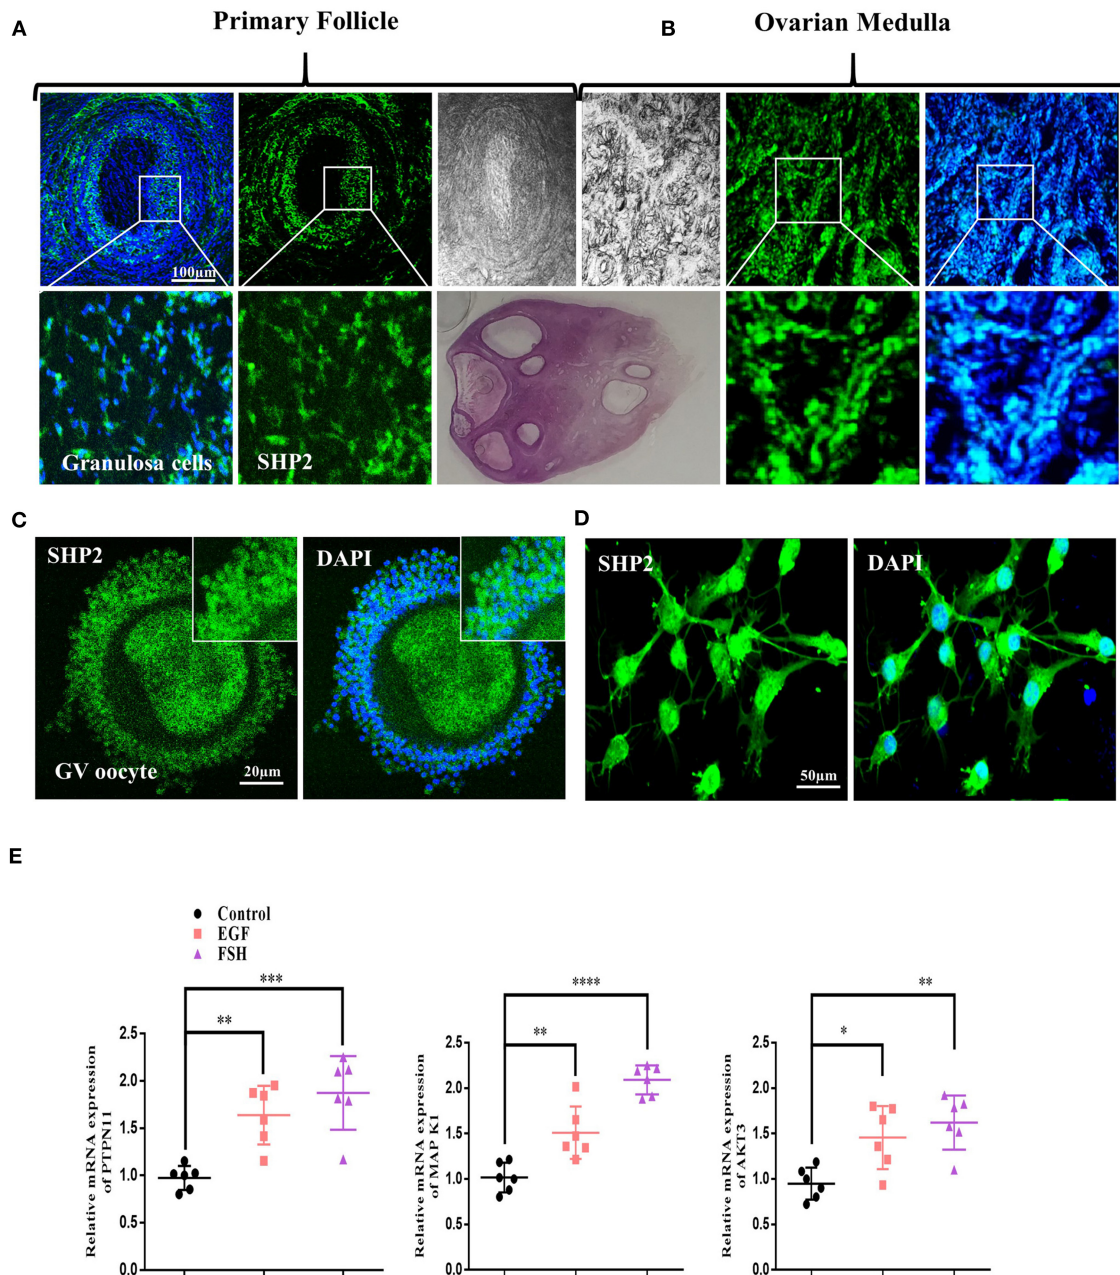 A
Primary Follicle
B
Ovarian Medulla
100µm
Granulosa cells
SHP2
C
SHP2
DAPI
GV oocyte
20µm
D
SHP2
DAPI
50µm
E
Control
EGF
FSH
***
**
2.5
2.0
1.5
1.0
0.5
0.0
Relative mRNA expression
of PTPN11
****
**
2.5
2.0
1.5
1.0
0.5
0.0
Relative mRNA expression
of MAP K1
**
*
2.5
2.0
1.5
1.0
0.5
0.0
Relative mRNA expression
of AKT3